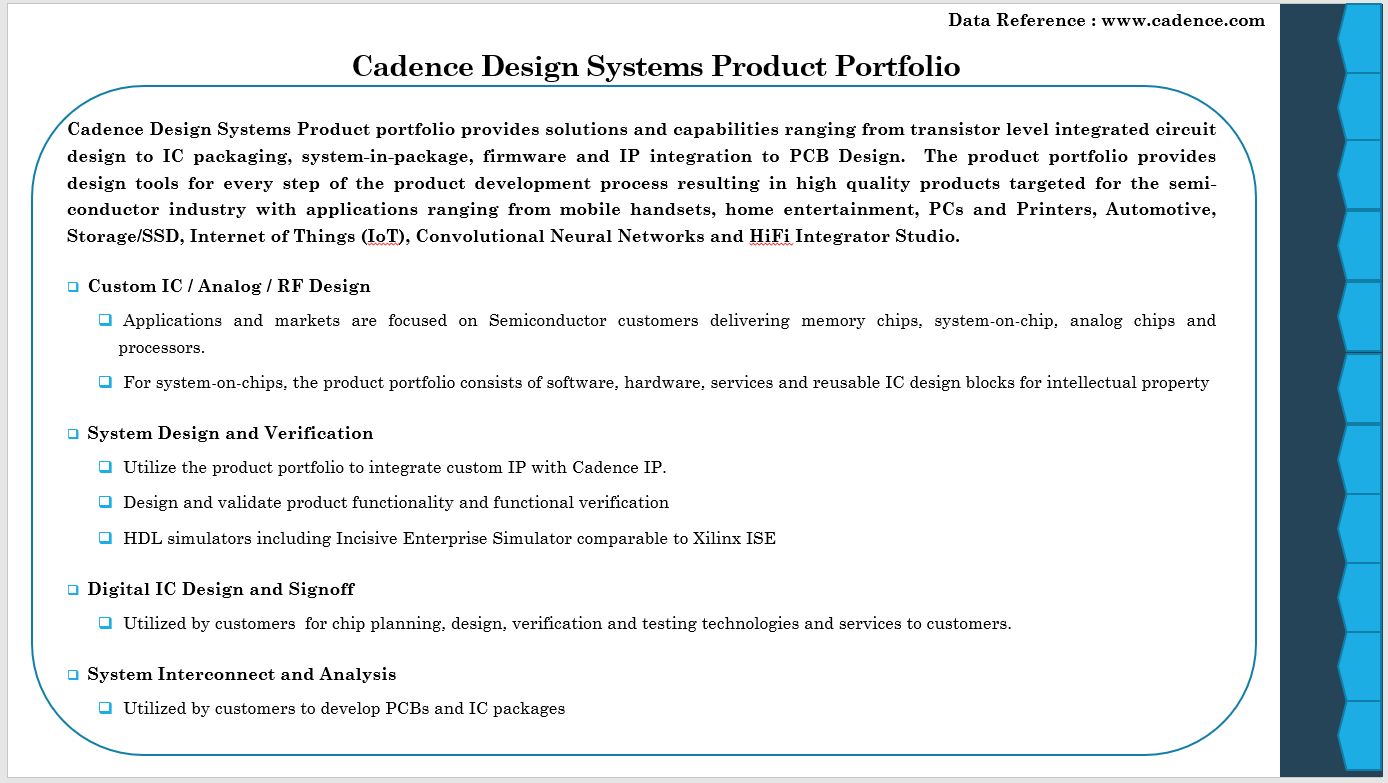 Data Reference : www.cadence.com
Cadence Design Systems Product Portfolio
Cadence Design Systems Product portfolio provides solutions and capabilities ranging from transistor level integrated circuit
design to IC packaging, system-in-package, firmware and IP integration to PCB Design. The product portfolio provides
design tools for every step of the product development process resulting in high quality products targeted for the semi-
conductor industry with applications ranging from mobile handsets, home entertainment, PCs and Printers, Automotive,
Storage/SSD, Internet of Things (IoT), Convolutional Neural Networks and HiFi Integrator Studio.
Custom IC / Analog / RF Design
Applications and markets are focused on Semiconductor customers delivering memory chips, system-on-chip, analog chips and
processors.
For system-on-chips, the product portfolio consists of software, hardware, services and reusable IC design blocks for intellectual property
System Design and Verification
Utilize the product portfolio to integrate custom IP with Cadence IP.
Design and validate product functionality and functional verification
HDL simulators including Incisive Enterprise Simulator comparable to Xilinx ISE
Digital IC Design and Signoff
Utilized by customers for chip planning, design, verification and testing technologies and services to customers.
System Interconnect and Analysis
Utilized by customers to develop PCBs and IC packages